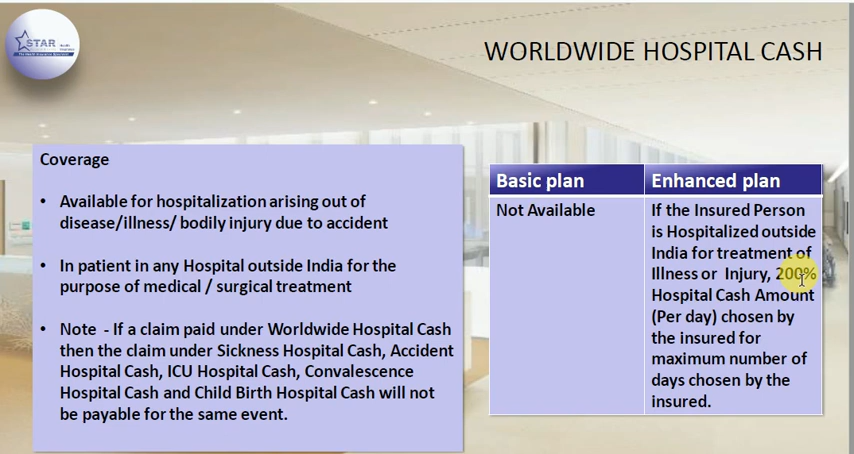 STAR
WORLDWIDE HOSPITAL CASH
Coverage
• Available for hospitalization arising out of
disease/illness/ bodily injury due to accident
• In patient in any Hospital outside India for the
purpose of medical / surgical treatment
• Note - If a claim paid under Worldwide Hospital Cash
then the claim under Sickness Hospital Cash, Accident
Hospital Cash, ICU Hospital Cash, Convalescence
Hospital Cash and Child Birth Hospital Cash will not
be payable for the same event.
Basic plan
Not Available
Enhanced plan
If the Insured Person
is Hospitalized outside
India for treatment of
Illness or Injury, 200%
Hospital Cash Amount
(Per day) chosen by
the insured for
maximum number of
days chosen by the
insured.